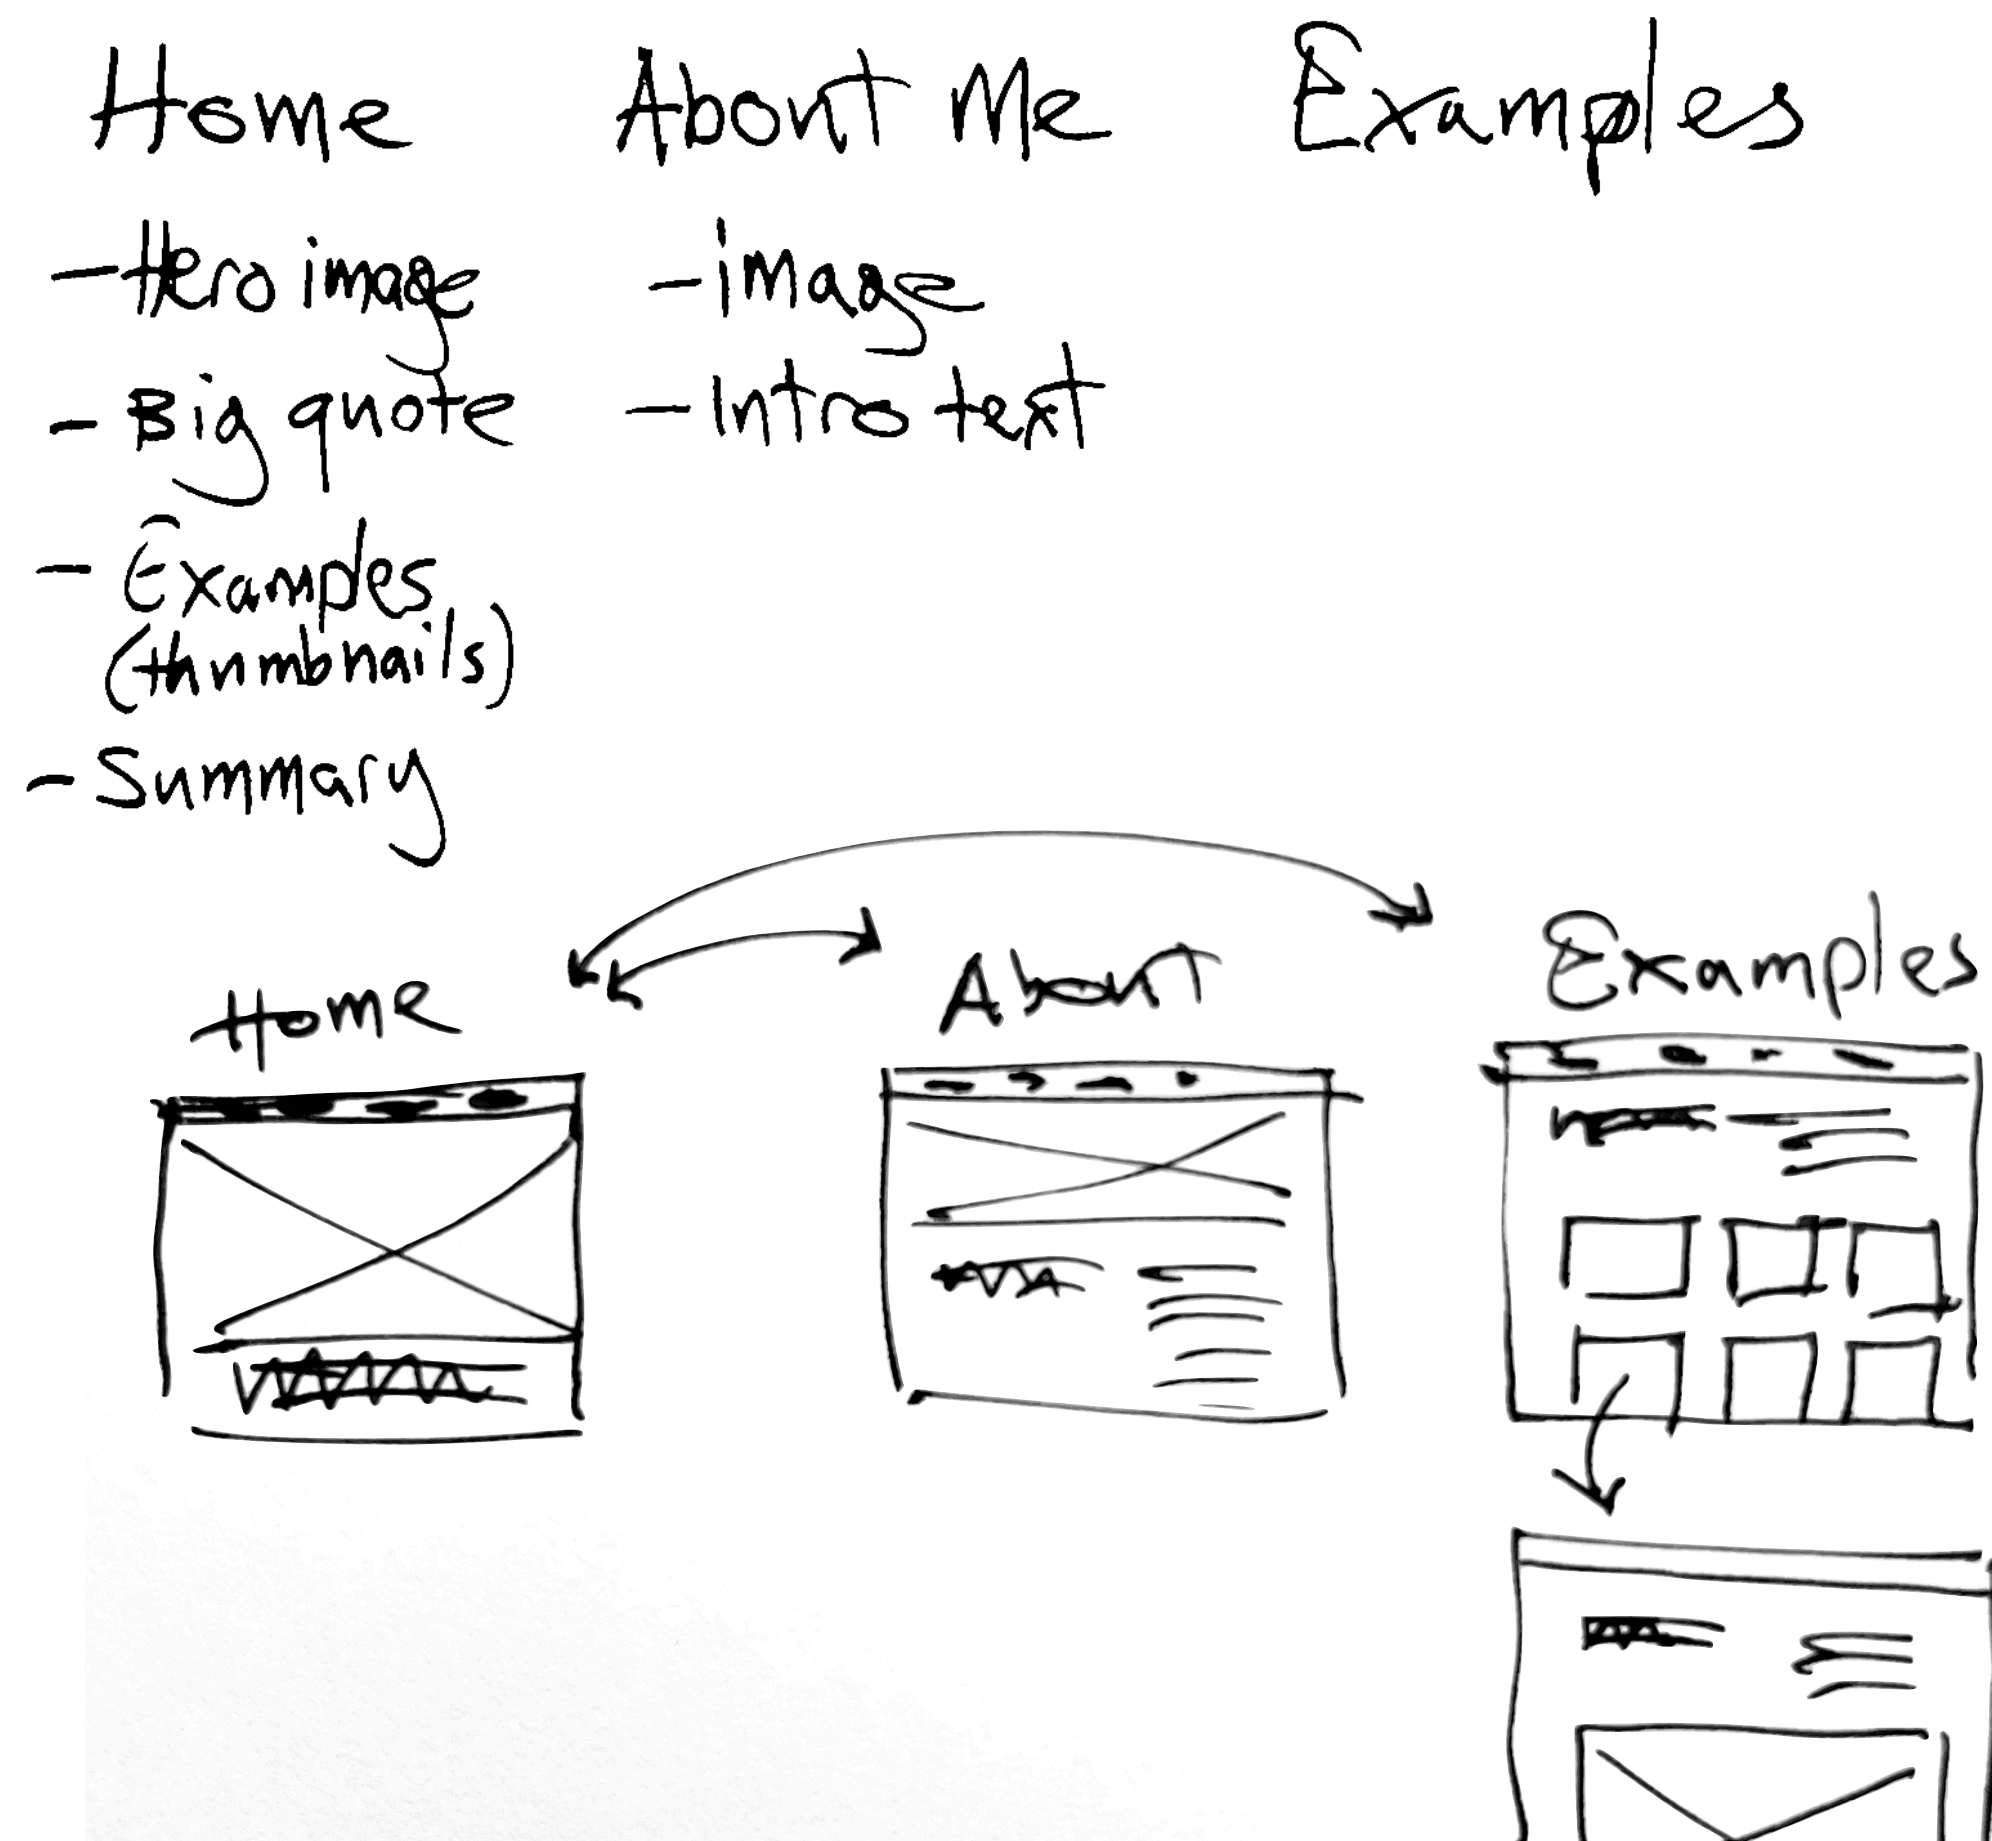 Home About Me Examples
- Hero image
- Big quote
- Examples
(thumbnails)
- Summary
- image
- Intro text
Home About Examples